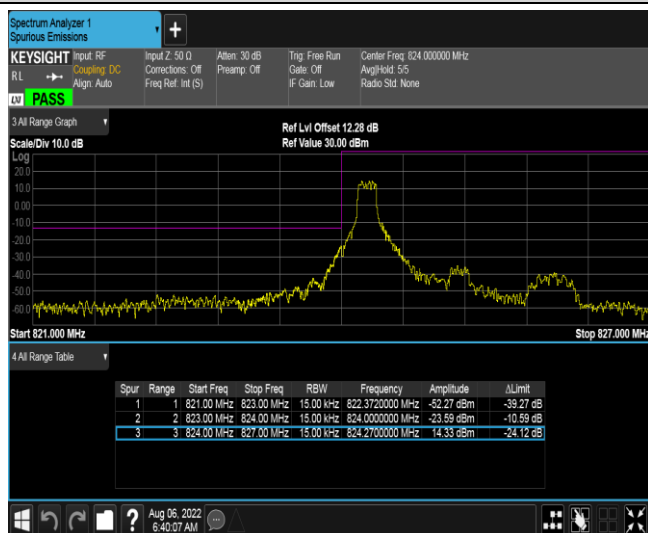 Spectrum Analyzer 1
Spurious Emissions
KEYSIGHT Input: RF Input Z: 50 Ω Atten: 30 dB Trig: Free Run Center Freq: 824.000000 MHz
RL Coupling: DC Corrections: Off Preamp: Off Gate: Off Avg|Hold: 5/5
Align: Auto Freq Ref: Int (S) IF Gain: Low Radio Std: None
LXI PASS
3 All Range Graph
Ref Lvl Offset 12.28 dB
Scale/Div 10.0 dB Ref Value 30.00 dBm
Log
20.0
10.0
0.00
-10.0
-20.0
-30.0
-40.0
-50.0
-60.0
Start 821.000 MHz Stop 827.000 MHz
4 All Range Table
Spur Range Start Freq Stop Freq RBW Frequency Amplitude ΔLimit
1 1 821.00 MHz 823.00 MHz 15.00 kHz 822.3720000 MHz -52.27 dBm -39.27 dB
2 2 823.00 MHz 824.00 MHz 15.00 kHz 824.0000000 MHz -23.59 dBm -10.59 dB
3 3 824.00 MHz 827.00 MHz 15.00 kHz 824.2700000 MHz 14.33 dBm -24.12 dB
? Aug 06, 2022
6:40:07 AM